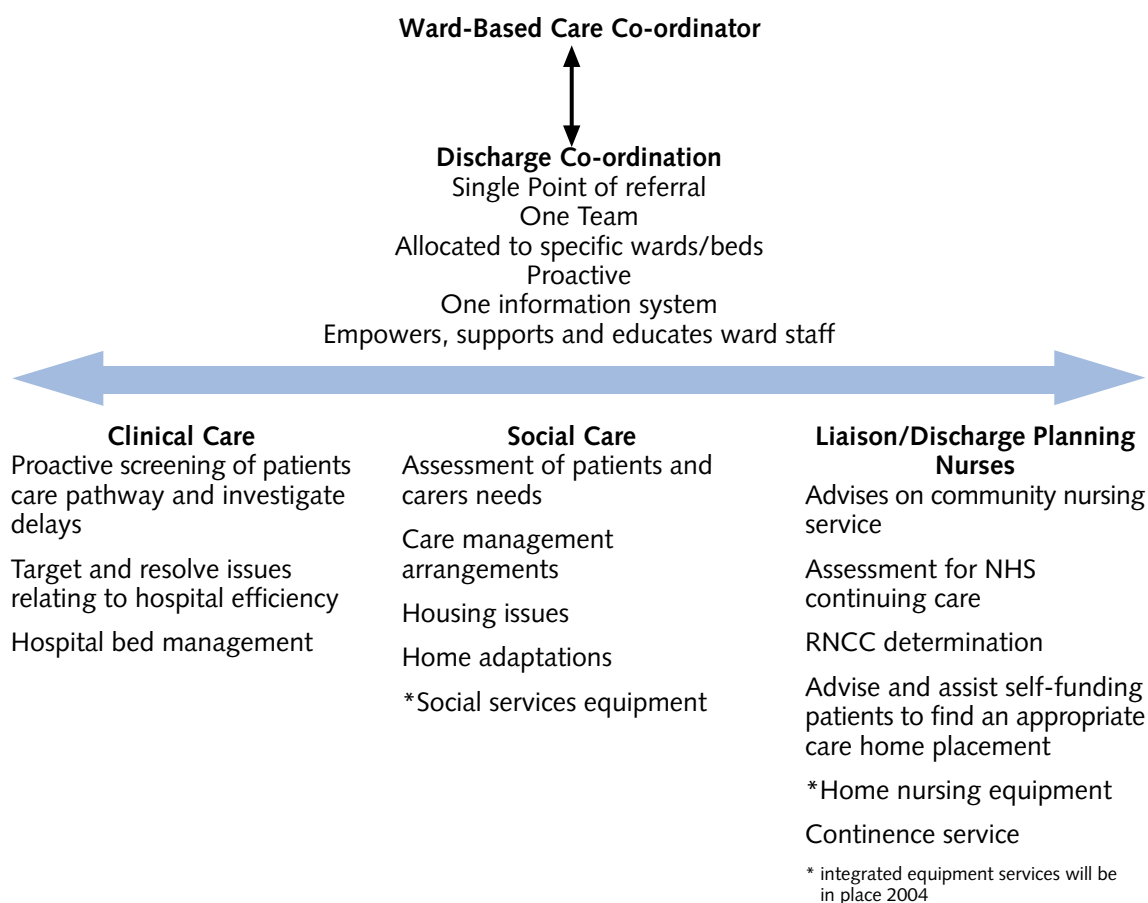 Ward-Based Care Co-ordinator
Discharge Co-ordination
Single Point of referral
One Team
Allocated to specific wards/beds
Proactive
One information system
Empowers, supports and educates ward staff
Clinical Care
Proactive screening of patients
care pathway and investigate
delays
Target and resolve issues
relating to hospital efficiency
Hospital bed management
Social Care
Assessment of patients and
carers needs
Care management
arrangements
Housing issues
Home adaptations
*Social services equipment
Liaison/Discharge Planning
Nurses
Advises on community nursing
service
Assessment for NHS
continuing care
RNCC determination
Advise and assist self-funding
patients to find an appropriate
care home placement
*Home nursing equipment
Continence service
* integrated equipment services will be
in place 2004